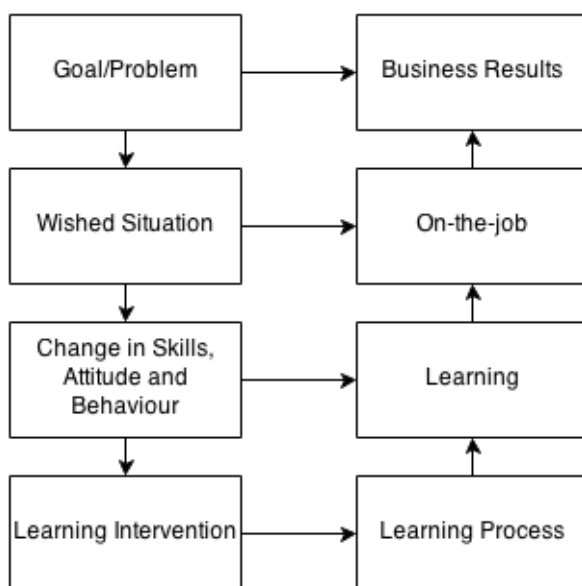 Goal/Problem
Business Results
Wished Situation
On-the-job
Change in Skills,
Attitude and
Behaviour
Learning
Learning Intervention
Learning Process